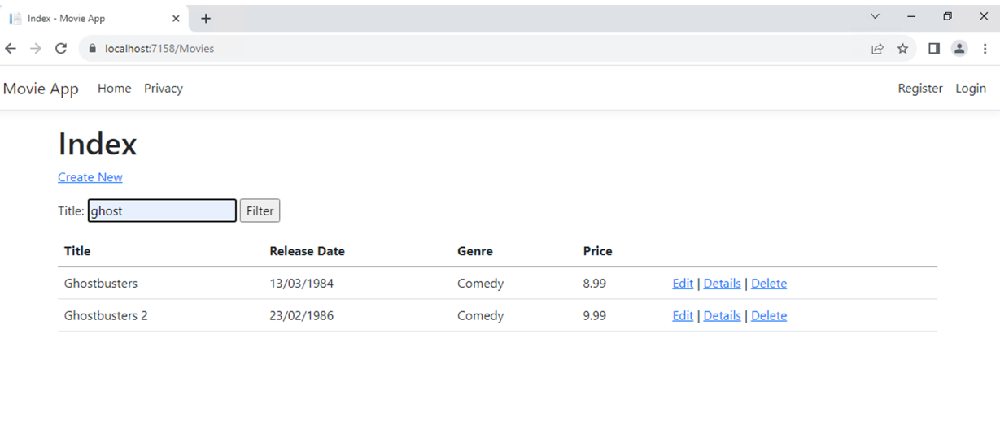 Index - Movie App
localhost:7158/Movies
Movie App Home Privacy Register Login
Index
Create New
Title: ghost Filter
Title Release Date Genre Price
Ghostbusters 13/03/1984 Comedy 8.99 Edit | Details | Delete
Ghostbusters 2 23/02/1986 Comedy 9.99 Edit | Details | Delete